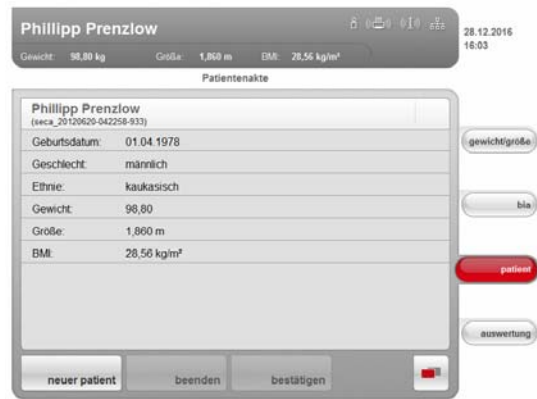 Phillipp Prenzlow
28.12.2016
16:03
Gewicht: 98,80 kg Größe: 1,860 m BMI: 28,56 kg/m²
Patientenakte
Phillipp Prenzlow
(seca_20120620-042258-933)
Geburtsdatum: 01.04.1978
Geschlecht: männlich
Ethnie: kaukasisch
Gewicht: 98,80
Größe: 1,860 m
BMI: 28,56 kg/m²
gewicht/größe
bia
patient
auswertung
neuer patient beenden bestätigen